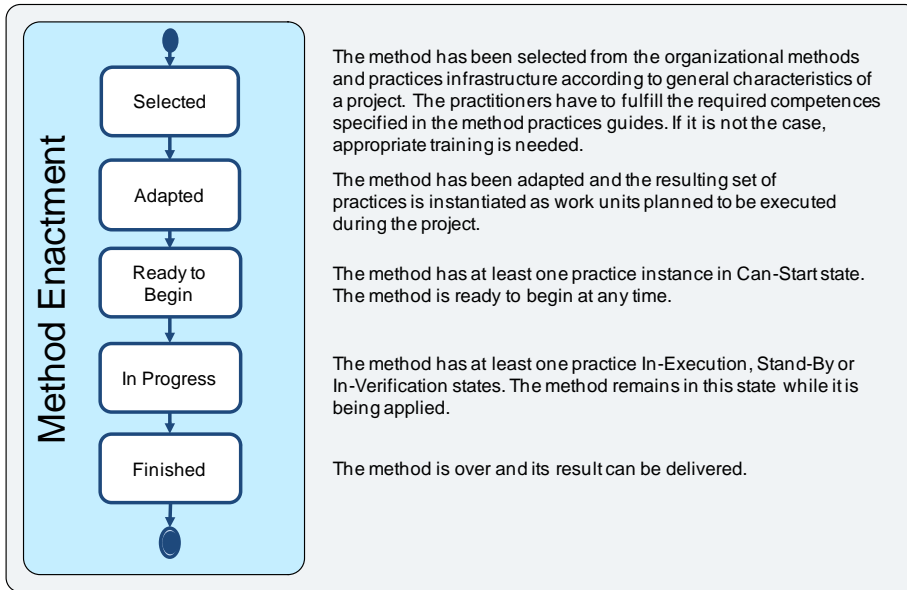 Method Enactment
Selected
The method has been selected from the organizational methods
and practices infrastructure according to general characteristics of
a project. The practitioners have to fulfill the required competences
specified in the method practices guides. If it is not the case,
appropriate training is needed.
Adapted
The method has been adapted and the resulting set of
practices is instantiated as work units planned to be executed
during the project.
Ready to
Begin
The method has at least one practice instance in Can-Start state.
The method is ready to begin at any time.
In Progress
The method has at least one practice In-Execution, Stand-By or
In-Verification states. The method remains in this state while it is
being applied.
Finished
The method is over and its result can be delivered.